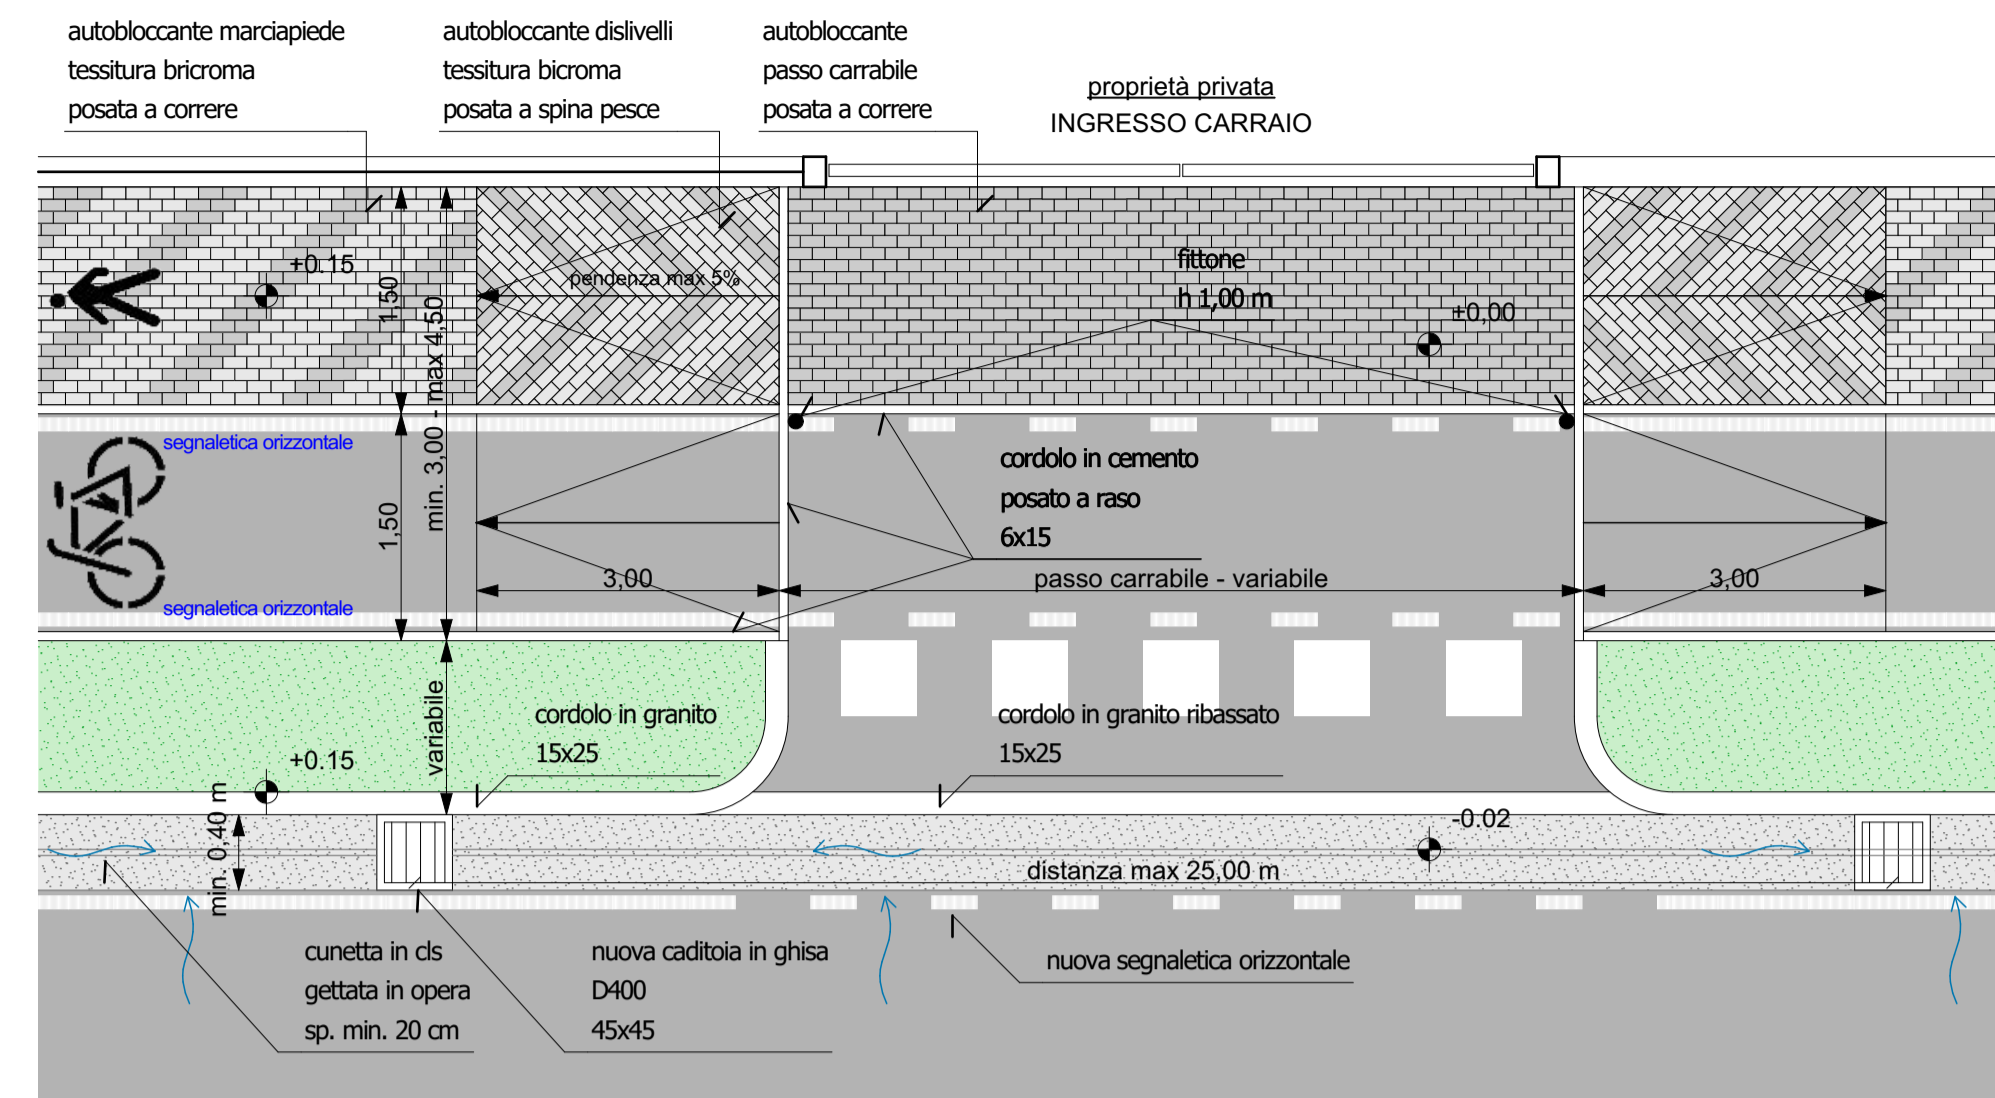 autobloccante marciapiede
tessitura bricroma
posata a correre
autobloccante dislivelli
tessitura bicroma
posata a spina pesce
autobloccante
passo carrabile
posata a correre
proprietà privata
INGRESSO CARRAIO
+0.15
1,50
min. 3,00 - max 4,50
pendenza max 5%
fittone
h 1,00 m
+0,00
segnaletica orizzontale
1,50
segnaletica orizzontale
cordolo in cemento
posato a raso
6x15
3,00
passo carrabile - variabile
3,00
variabile
cordolo in granito
15x25
cordolo in granito ribassato
15x25
+0.15
min. 0,40 m
-0.02
distanza max 25,00 m
cunetta in cls
gettata in opera
sp. min. 20 cm
nuova caditoia in ghisa
D400
45x45
nuova segnaletica orizzontale